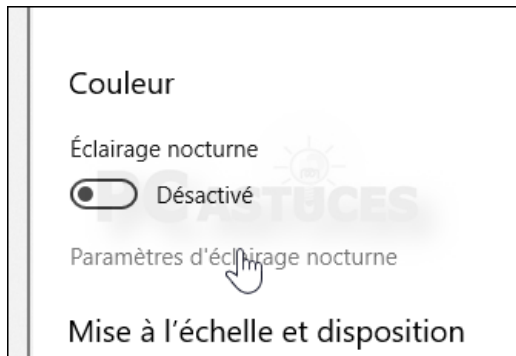 Couleur
Éclairage nocturne
Désactivé
PC ASTUCES
Paramètres d'éclairage nocturne
Mise à l'échelle et disposition